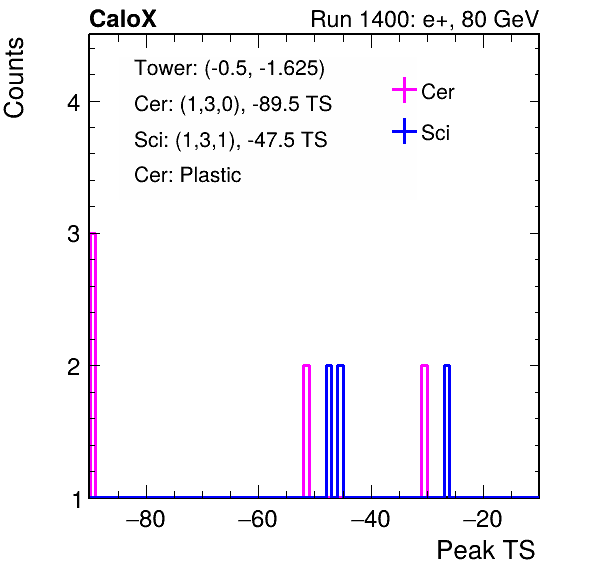 CaloX
Run 1400: e+, 80 GeV
Counts
Tower: (-0.5, -1.625)
Cer: (1,3,0), -89.5 TS
Sci: (1,3,1), -47.5 TS
Cer: Plastic
Cer
Sci
4
3
2
1
−80 −60 −40 −20
Peak TS